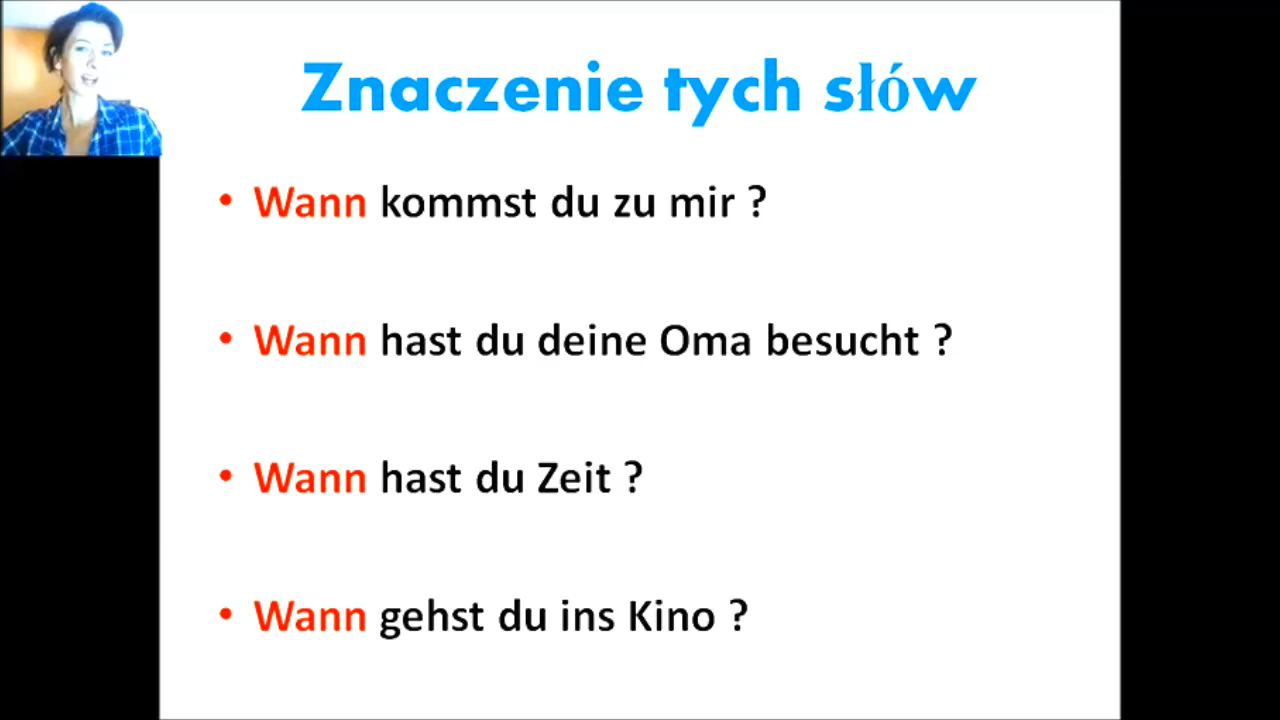 Znaczenie tych słów
• Wann kommst du zu mir ?
• Wann hast du deine Oma besucht ?
• Wann hast du Zeit ?
• Wann gehst du ins Kino ?